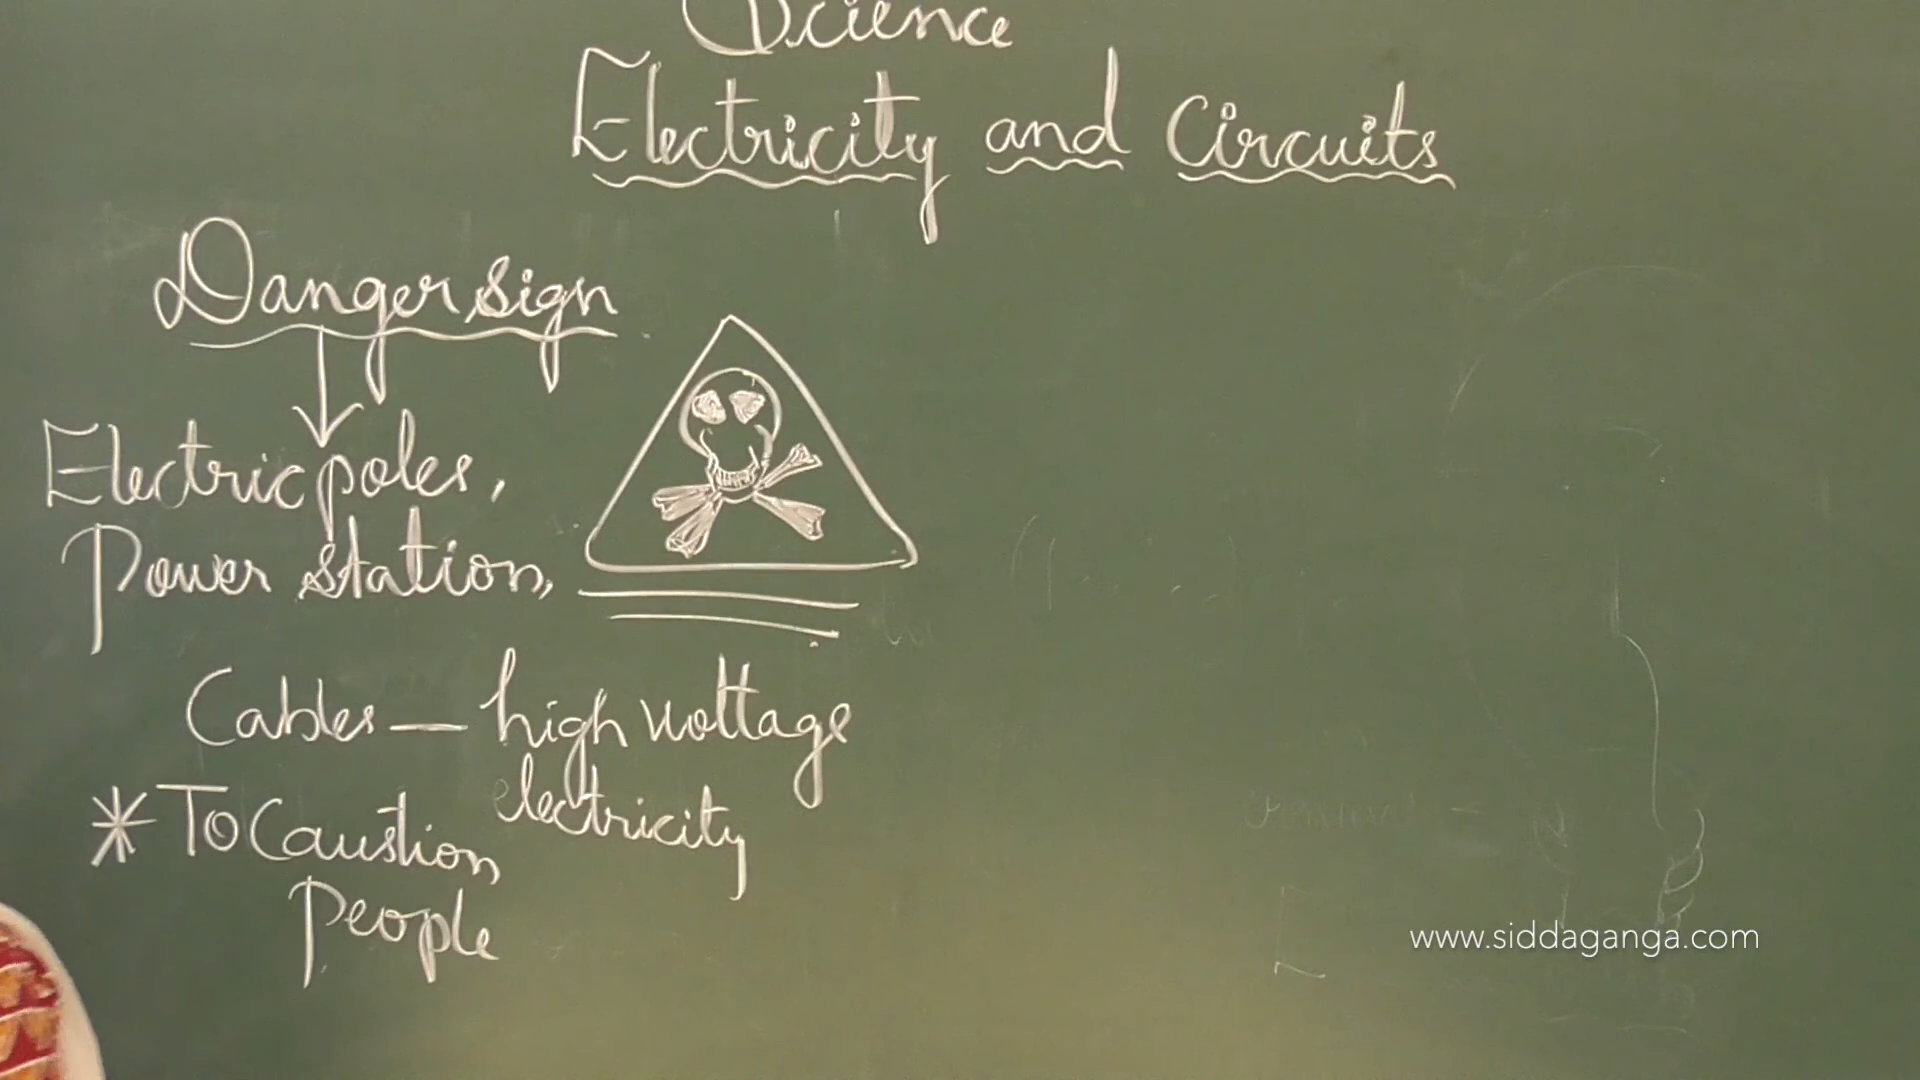 Science
Electricity and Circuits
Danger sign
Electric poles,
Power station,
Cables — high voltage
electricity
* To Caustion
People
www.siddaganga.com